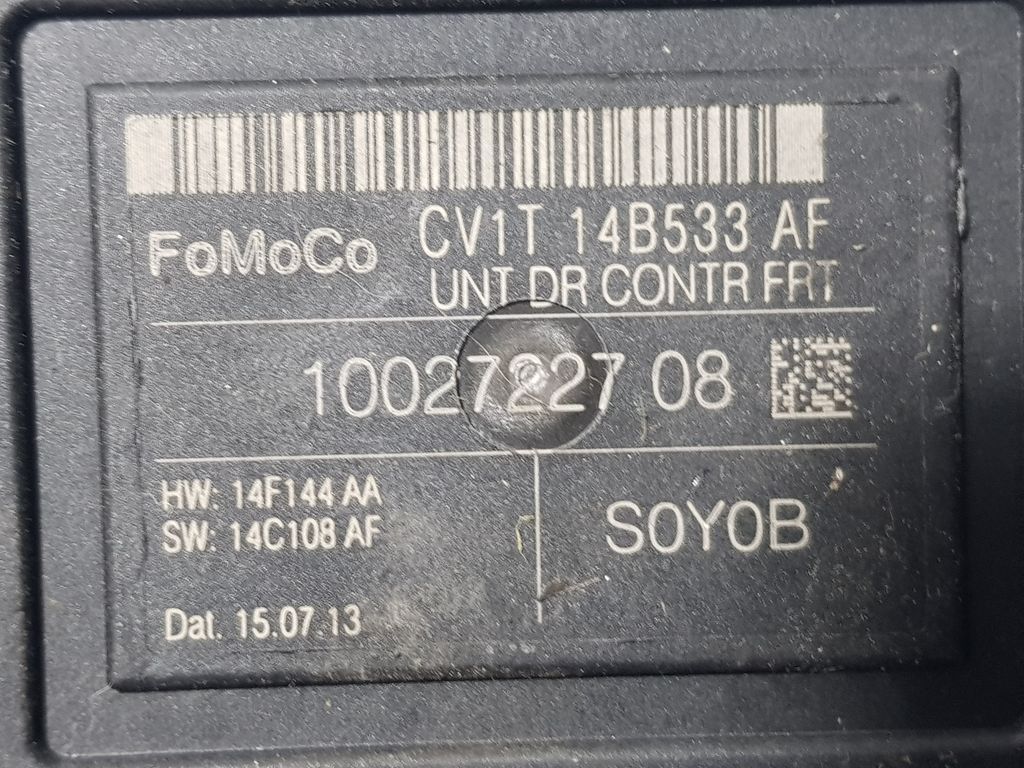 FoMoCo CV1T 14B533 AF
UNT DR CONTR FRT
10027227 08
HW: 14F144 AA
SW: 14C108 AF
S0Y0B
Dat. 15.07.13